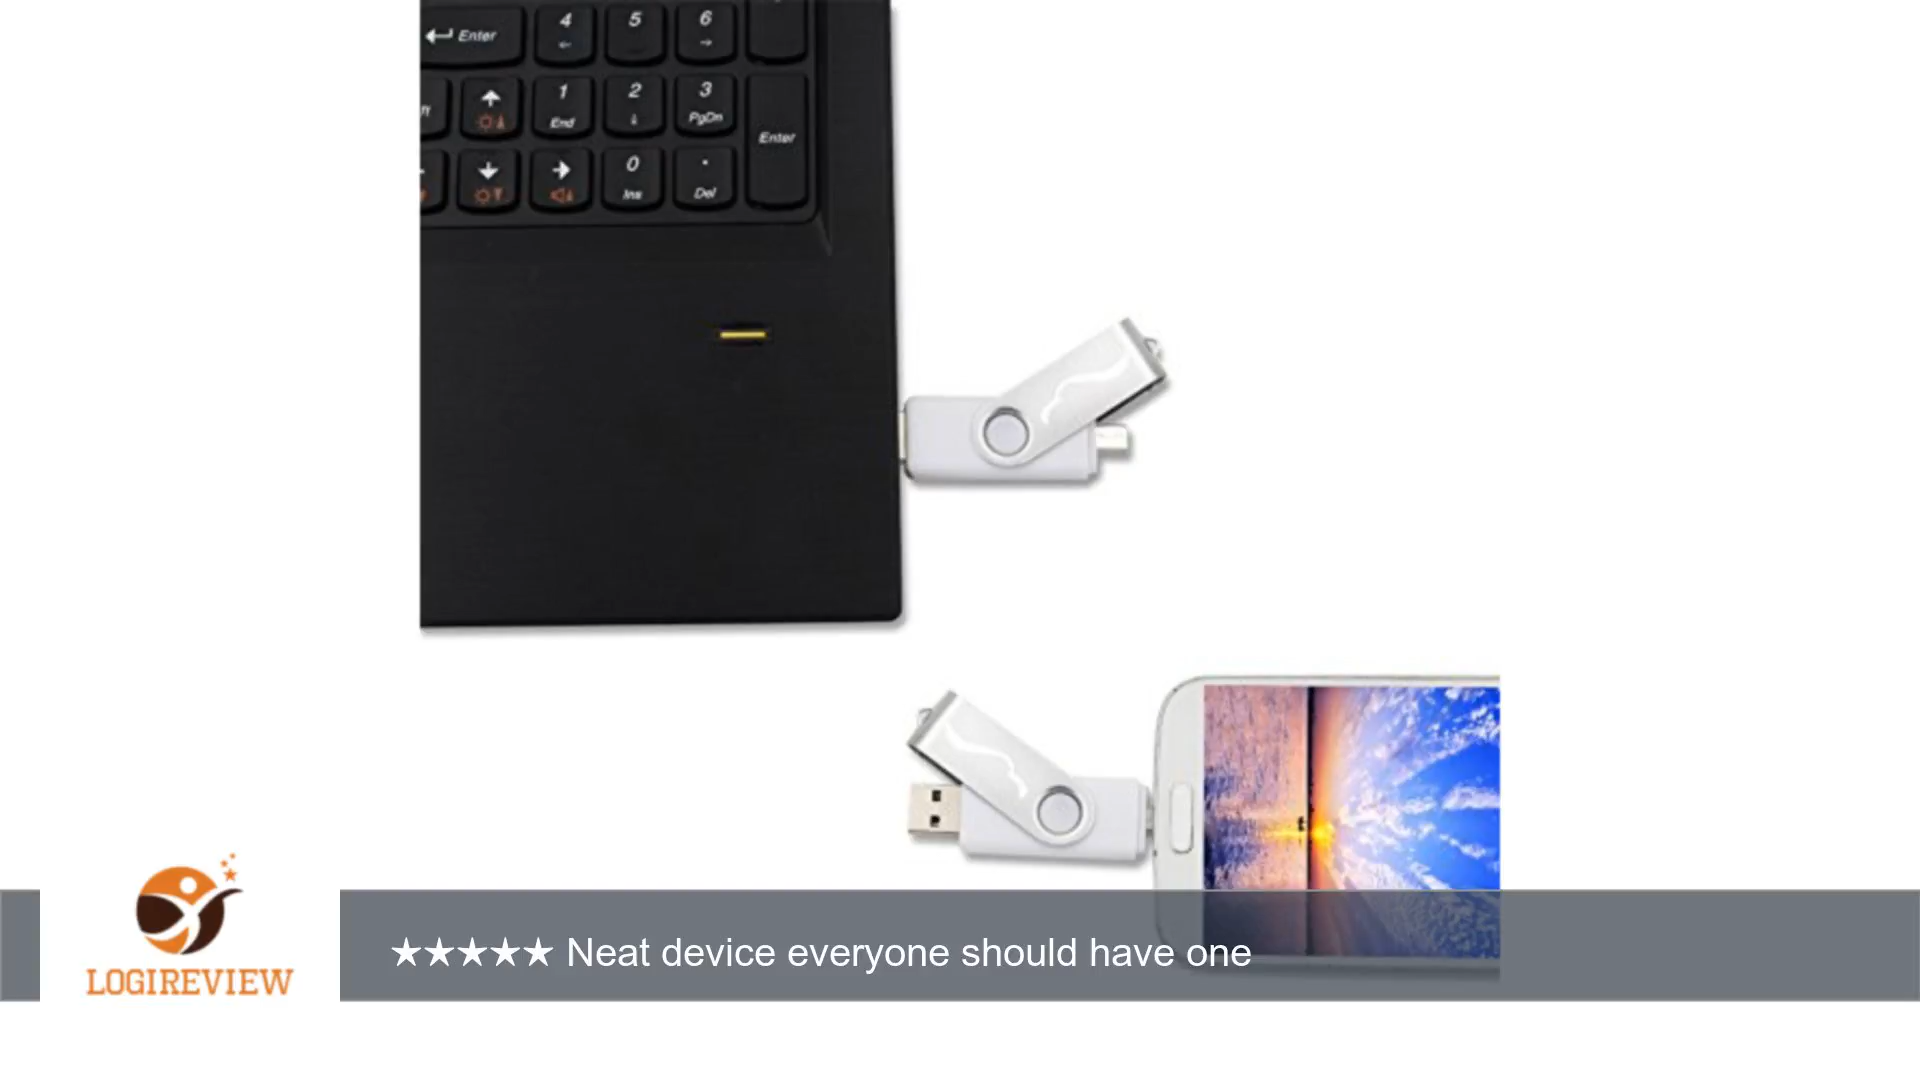 Enter 4 5 6
1 2 3
End PgDn
Enter
0 .
Ins Del
★★★★★ Neat device everyone should have one
LOGIREVIEW